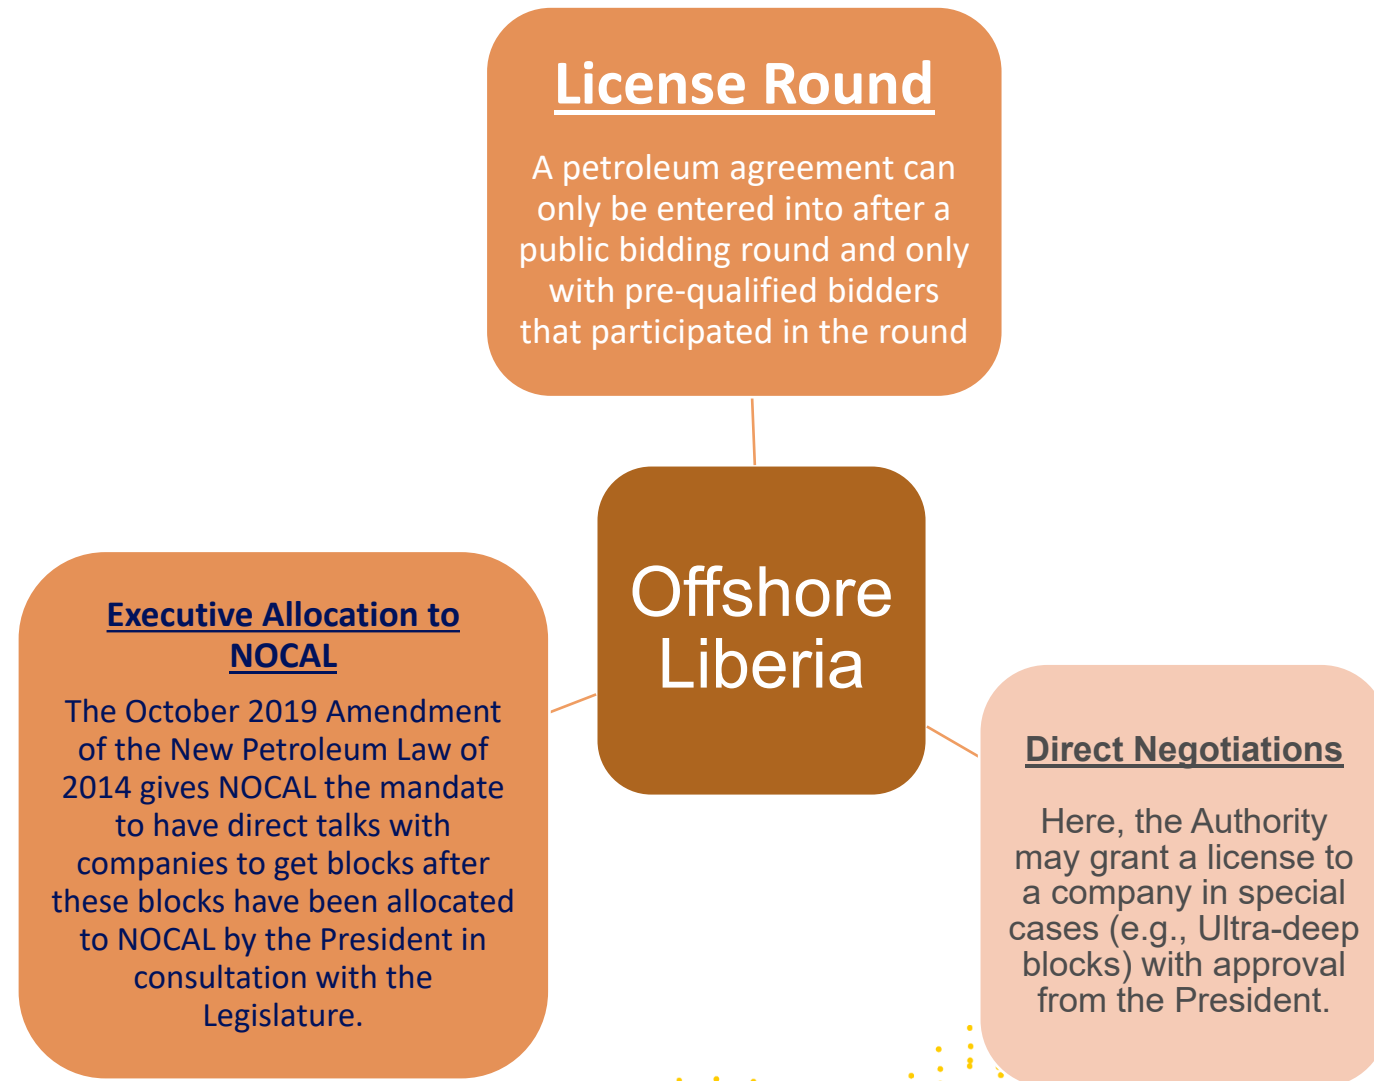 License Round
A petroleum agreement can
only be entered into after a
public bidding round and only
with pre-qualified bidders
that participated in the round
Offshore
Liberia
Executive Allocation to
NOCAL
The October 2019 Amendment
of the New Petroleum Law of
2014 gives NOCAL the mandate
to have direct talks with
companies to get blocks after
these blocks have been allocated
to NOCAL by the President in
consultation with the
Legislature.
Direct Negotiations
Here, the Authority
may grant a license to
a company in special
cases (e.g., Ultra-deep
blocks) with approval
from the President.